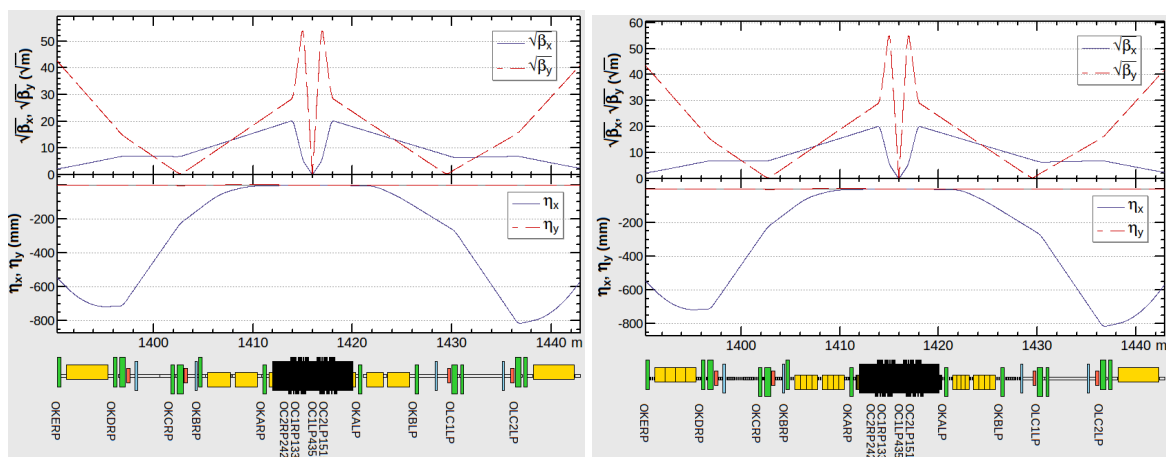 √βx, √βy (√m)
50
40
30
20
10
0
√βx
√βy
ηx, ηy (mm)
-200
-400
-600
-800
ηx
ηy
1400 1410 1420 1430 1440 m
OKERP
OKDRP
OKCRP
OKBRP
OKARP
OC2RP242
OC1RP133
OC1LP435
OC2LP151
OKALP
OKBLP
OLC1LP
OLC2LP
√βx, √βy (√m)
60
50
40
30
20
10
0
√βx
√βy
ηx, ηy (mm)
-200
-400
-600
-800
ηx
ηy
1400 1410 1420 1430 1440 m
OKERP
OKDRP
OKCRP
OKBRP
OKARP
OC2RP242
OC1RP133
OC1LP435
OC2LP151
OKALP
OKBLP
OLC1LP
OLC2LP